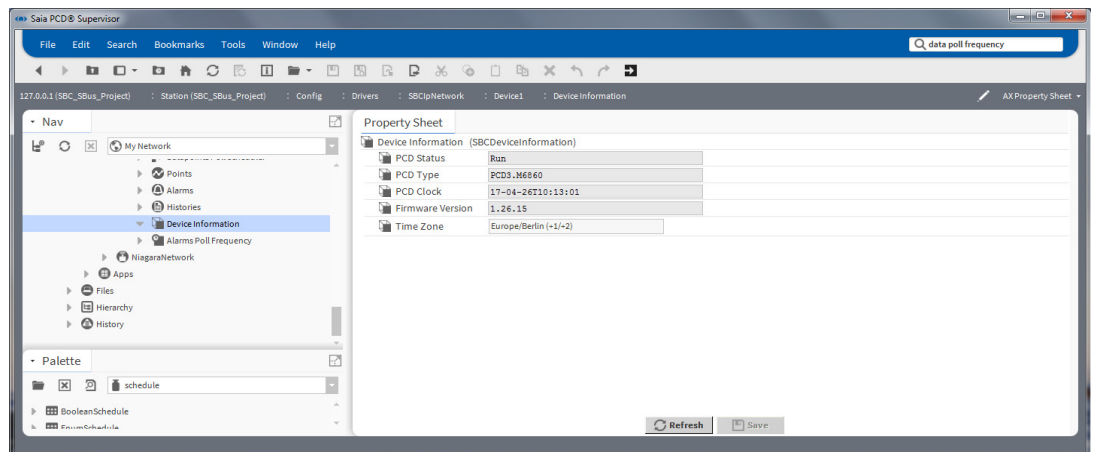 Saia PCD® Supervisor
File Edit Search Bookmarks Tools Window Help
data poll frequency
127.0.0.1 (SBC_SBus_Project) : Station (SBC_SBus_Project) : Config : Drivers : SBCIpNetwork : Device1 : Device Information
AX Property Sheet
Nav
My Network
Points
Alarms
Histories
Device Information
Alarms Poll Frequency
NiagaraNetwork
Apps
Files
Hierarchy
History
Palette
schedule
BooleanSchedule
EnumSchedule
Property Sheet
Device Information (SBCDeviceInformation)
PCD Status Run
PCD Type PCD3.M6860
PCD Clock 17-04-26T10:13:01
Firmware Version 1.26.15
Time Zone Europe/Berlin (+1/+2)
Refresh Save